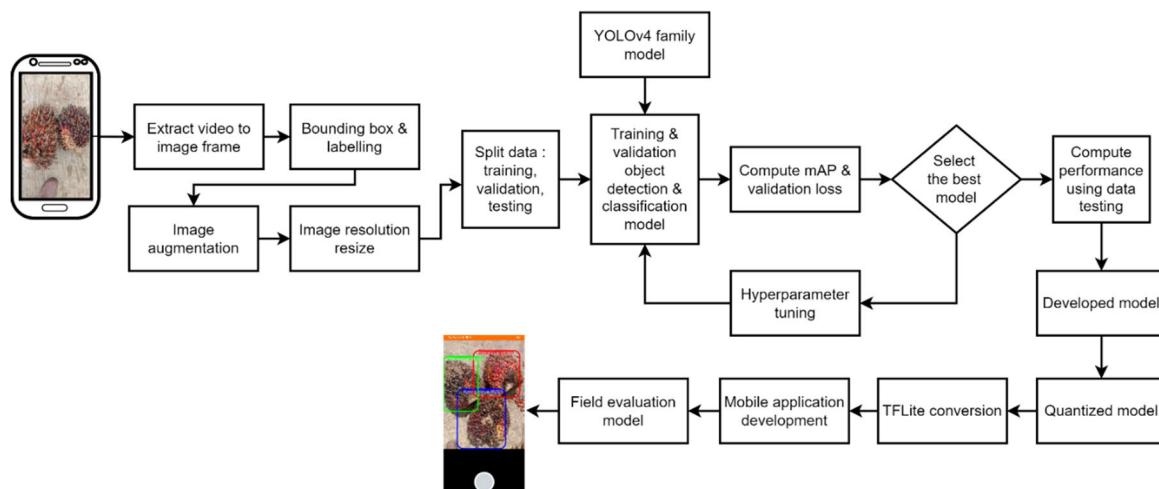 YOLOv4 family
model
Extract video to
image frame
Bounding box &
labelling
Split data :
training,
validation,
testing
Training &
validation
object
detection &
classification
model
Compute mAP &
validation loss
Select
the best
model
Compute
performance
using data
testing
Image
augmentation
Image resolution
resize
Hyperparameter
tuning
Developed model
Field evaluation
model
Mobile application
development
TFLite conversion
Quantized model